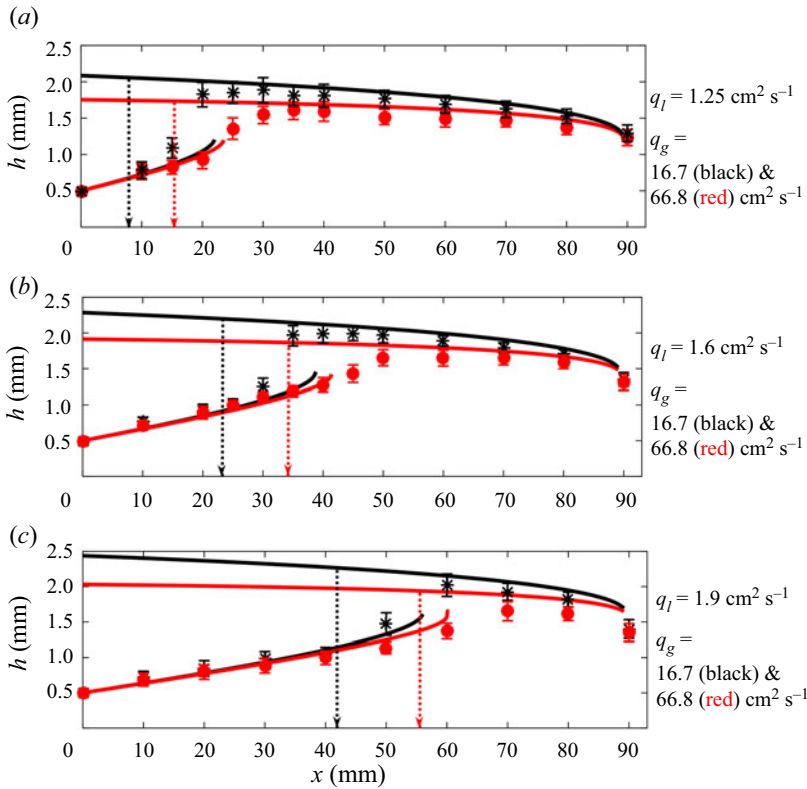 (a)
2.5
2.0
1.5
1.0
0.5
h (mm)
0 10 20 30 40 50 60 70 80 90
q_l = 1.25 cm² s⁻¹
q_g =
16.7 (black) &
66.8 (red) cm² s⁻¹
(b)
2.5
2.0
1.5
1.0
0.5
h (mm)
0 10 20 30 40 50 60 70 80 90
q_l = 1.6 cm² s⁻¹
q_g =
16.7 (black) &
66.8 (red) cm² s⁻¹
(c)
2.5
2.0
1.5
1.0
0.5
h (mm)
0 10 20 30 40 50 60 70 80 90
x (mm)
q_l = 1.9 cm² s⁻¹
q_g =
16.7 (black) &
66.8 (red) cm² s⁻¹